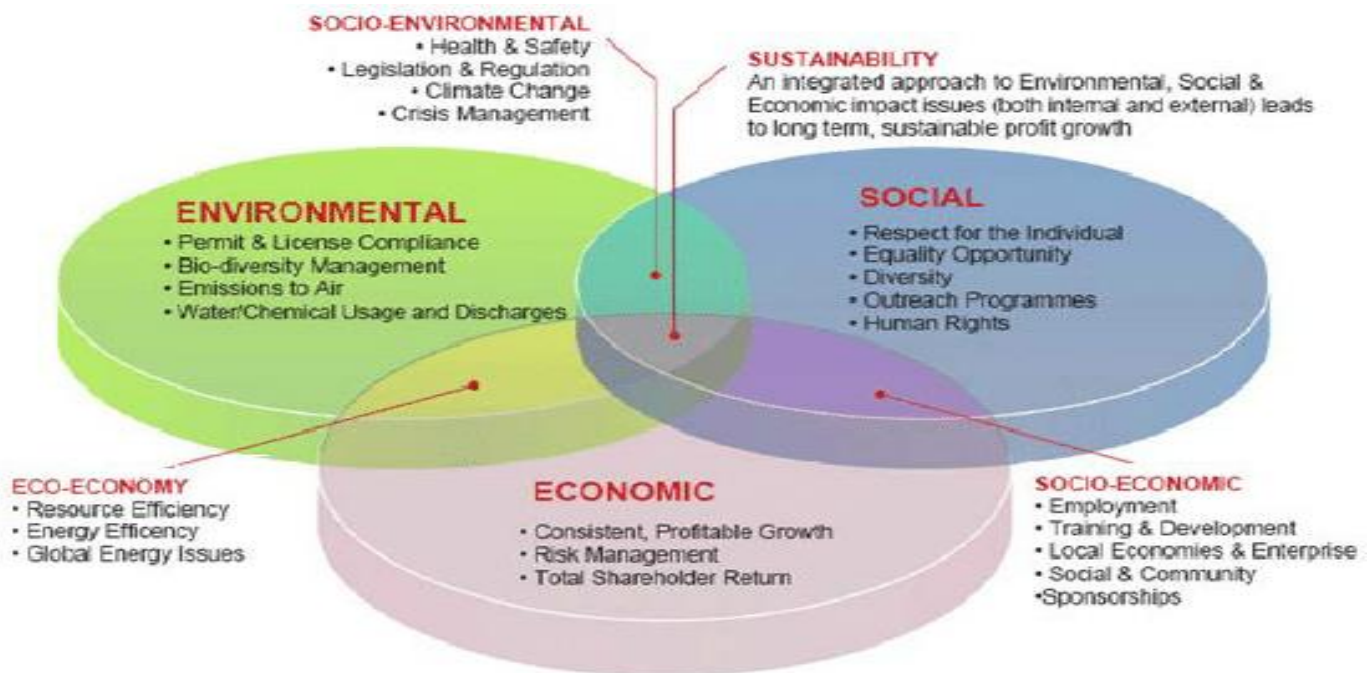 SOCIO-ENVIRONMENTAL
• Health & Safety
• Legislation & Regulation
• Climate Change
• Crisis Management
SUSTAINABILITY
An integrated approach to Environmental, Social &
Economic impact issues (both internal and external) leads
to long term, sustainable profit growth
ENVIRONMENTAL
• Permit & License Compliance
• Bio-diversity Management
• Emissions to Air
• Water/Chemical Usage and Discharges
SOCIAL
• Respect for the Individual
• Equality Opportunity
• Diversity
• Outreach Programmes
• Human Rights
ECO-ECONOMY
• Resource Efficiency
• Energy Efficency
• Global Energy Issues
ECONOMIC
• Consistent, Profitable Growth
• Risk Management
• Total Shareholder Return
SOCIO-ECONOMIC
• Employment
• Training & Development
• Local Economies & Enterprise
• Social & Community
•Sponsorships